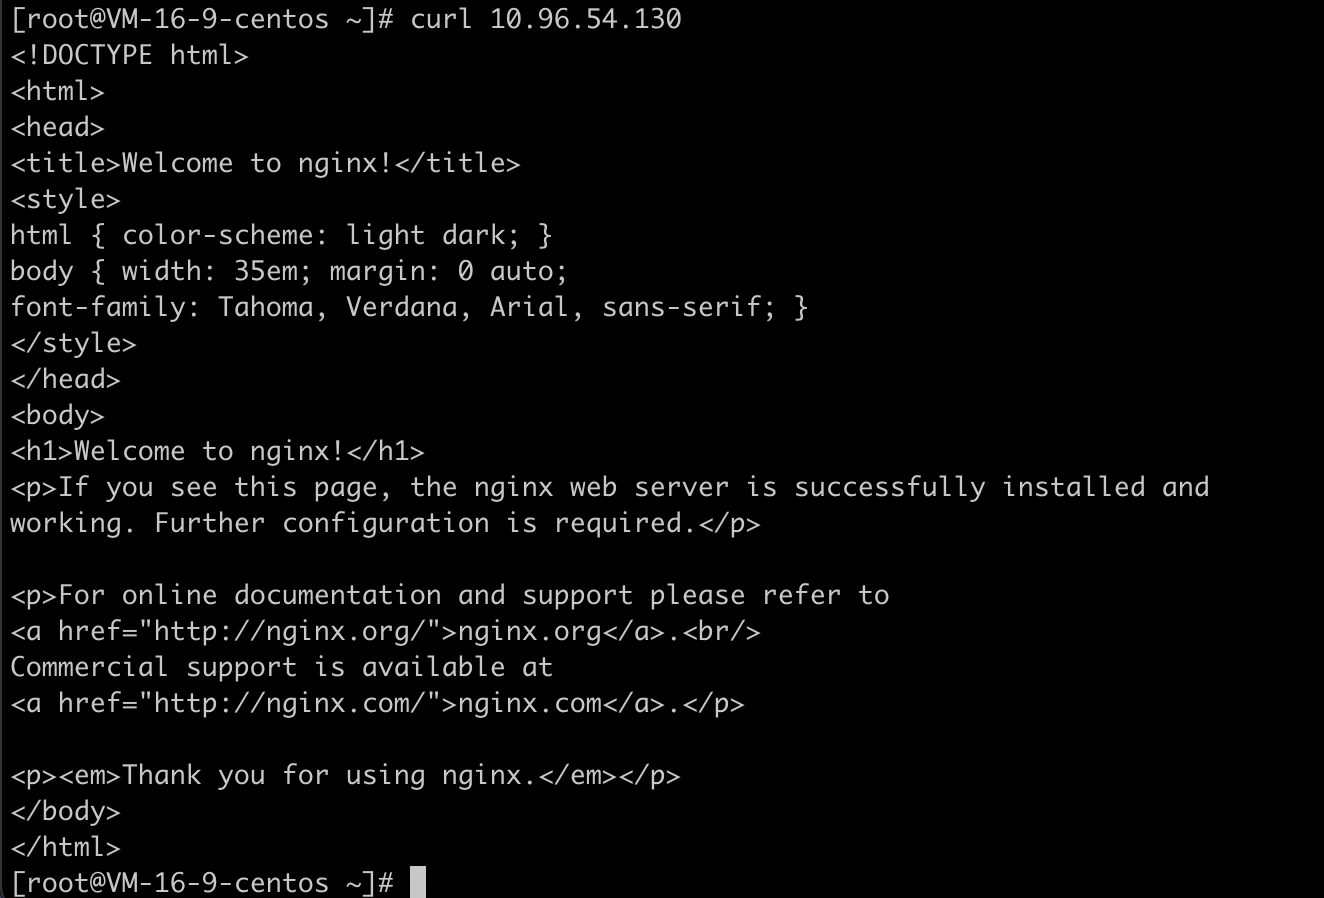 [root@VM-16-9-centos ~]# curl 10.96.54.130
<!DOCTYPE html>
<html>
<head>
<title>Welcome to nginx!</title>
<style>
html { color-scheme: light dark; }
body { width: 35em; margin: 0 auto;
font-family: Tahoma, Verdana, Arial, sans-serif; }
</style>
</head>
<body>
<h1>Welcome to nginx!</h1>
<p>If you see this page, the nginx web server is successfully installed and
working. Further configuration is required.</p>

<p>For online documentation and support please refer to
<a href="http://nginx.org/">nginx.org</a>.<br/>
Commercial support is available at
<a href="http://nginx.com/">nginx.com</a>.</p>

<p><em>Thank you for using nginx.</em></p>
</body>
</html>
[root@VM-16-9-centos ~]#